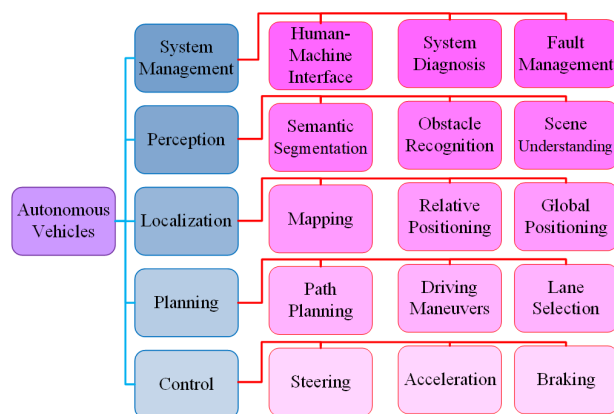 System
Management
Human-
Machine
Interface
System
Diagnosis
Fault
Management
Perception
Semantic
Segmentation
Obstacle
Recognition
Scene
Understanding
Autonomous
Vehicles
Localization
Mapping
Relative
Positioning
Global
Positioning
Planning
Path
Planning
Driving
Maneuvers
Lane
Selection
Control
Steering
Acceleration
Braking